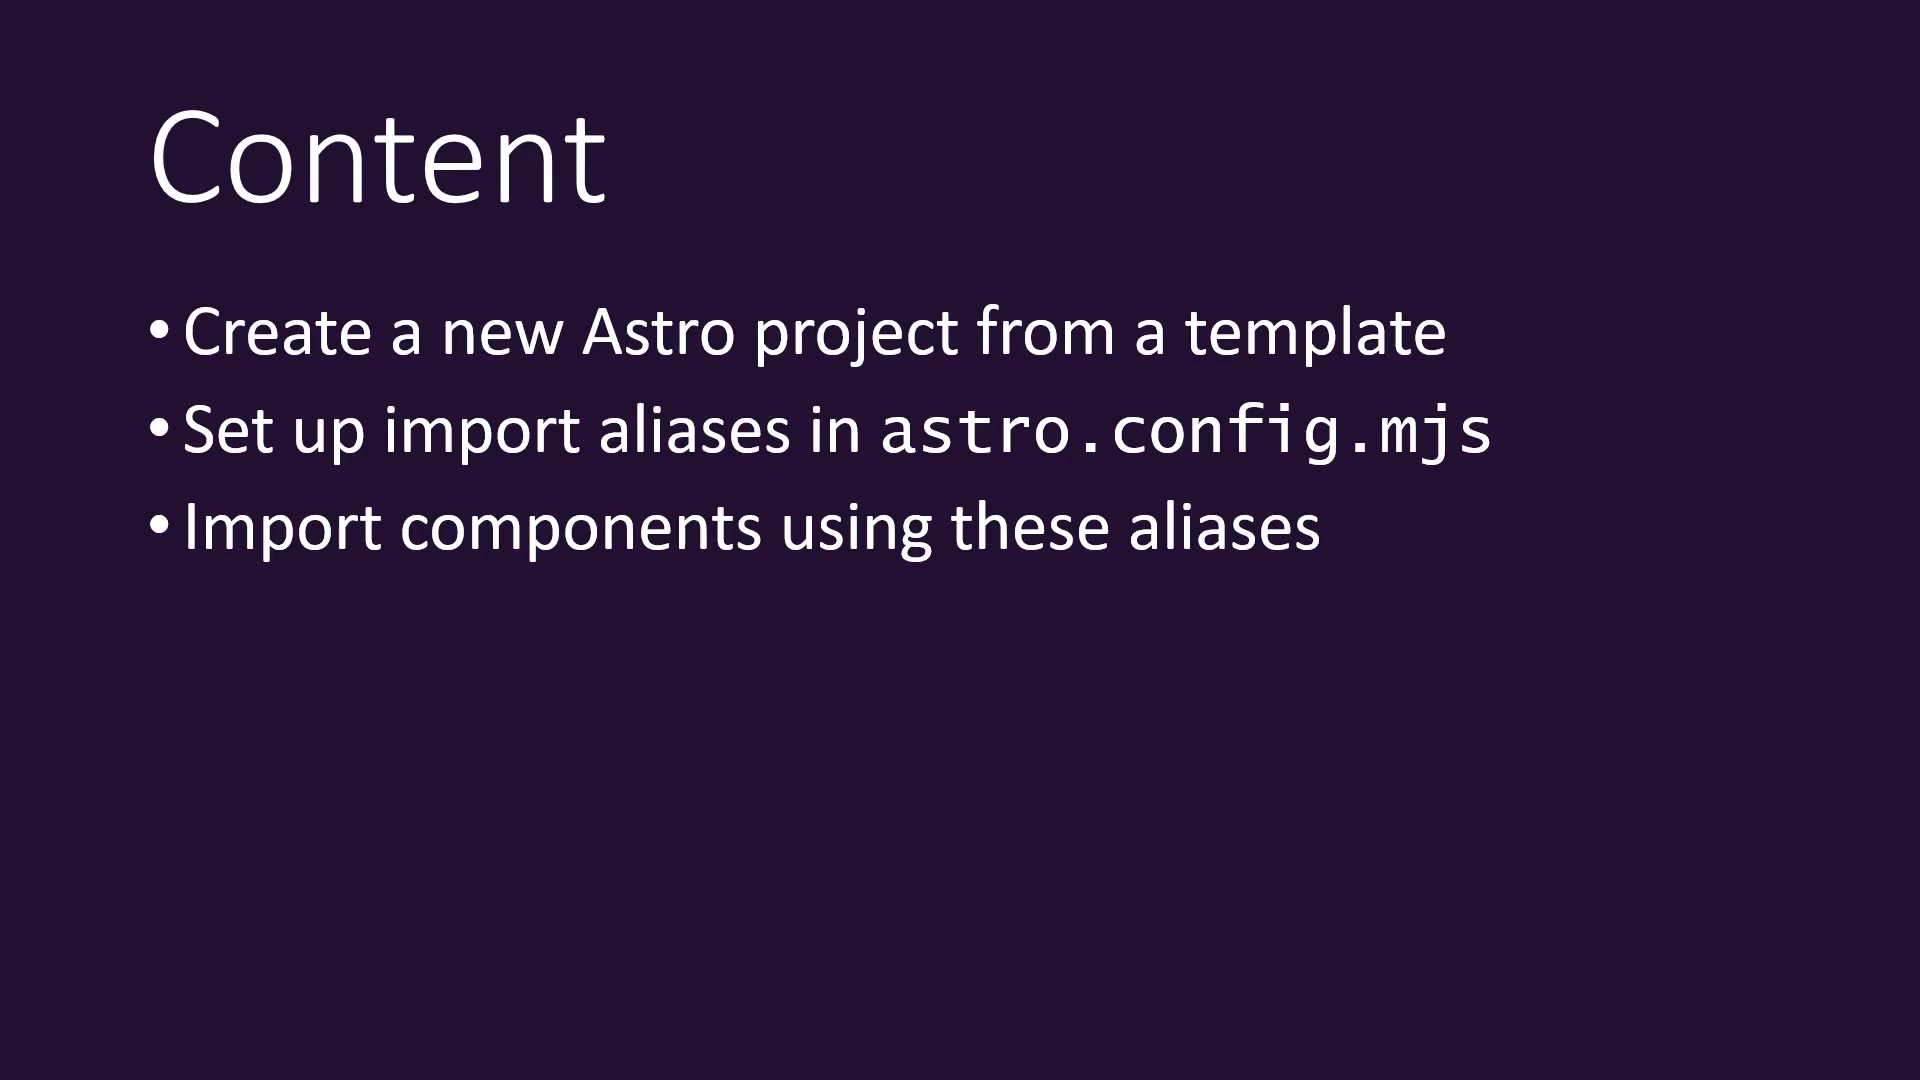 Content
• Create a new Astro project from a template
• Set up import aliases in astro.config.mjs
• Import components using these aliases